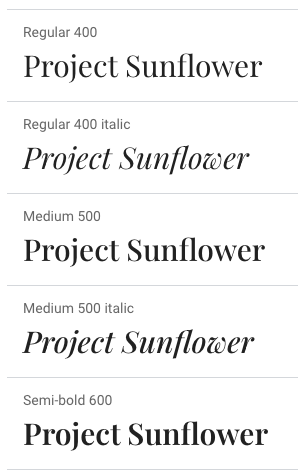 Regular 400
Project Sunflower
Regular 400 italic
Project Sunflower
Medium 500
Project Sunflower
Medium 500 italic
Project Sunflower
Semi-bold 600
Project Sunflower